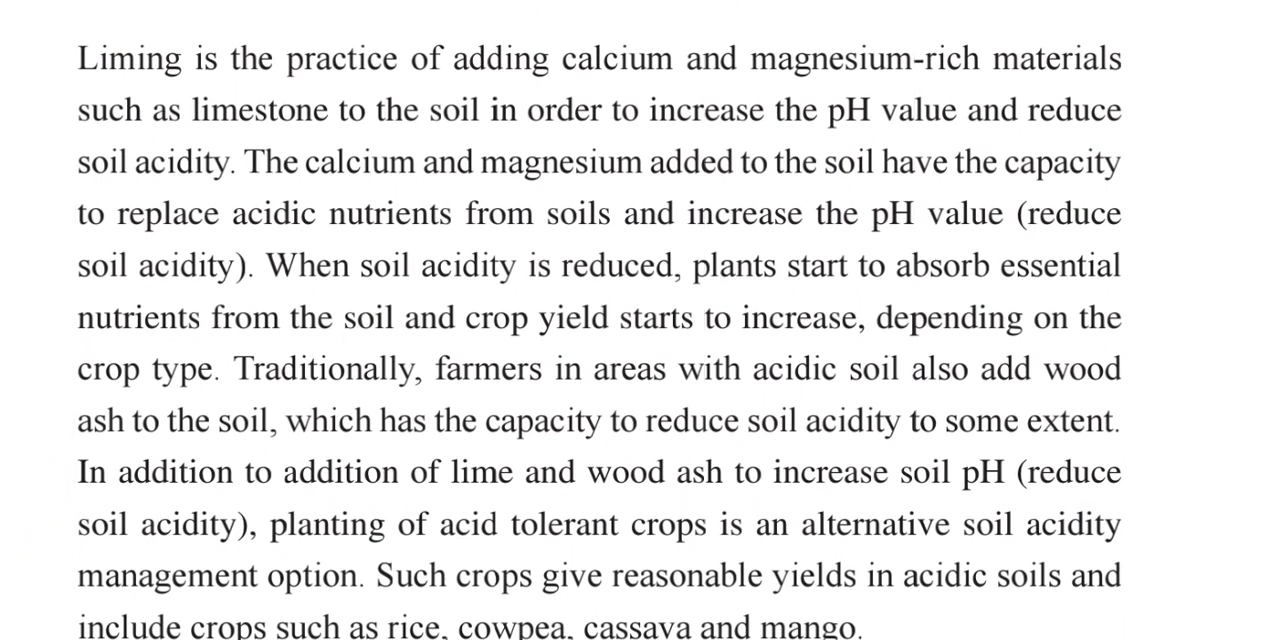 Liming is the practice of adding calcium and magnesium-rich materials
such as limestone to the soil in order to increase the pH value and reduce
soil acidity. The calcium and magnesium added to the soil have the capacity
to replace acidic nutrients from soils and increase the pH value (reduce
soil acidity). When soil acidity is reduced, plants start to absorb essential
nutrients from the soil and crop yield starts to increase, depending on the
crop type. Traditionally, farmers in areas with acidic soil also add wood
ash to the soil, which has the capacity to reduce soil acidity to some extent.
In addition to addition of lime and wood ash to increase soil pH (reduce
soil acidity), planting of acid tolerant crops is an alternative soil acidity
management option. Such crops give reasonable yields in acidic soils and
include crops such as rice, cowpea, cassava and mango.